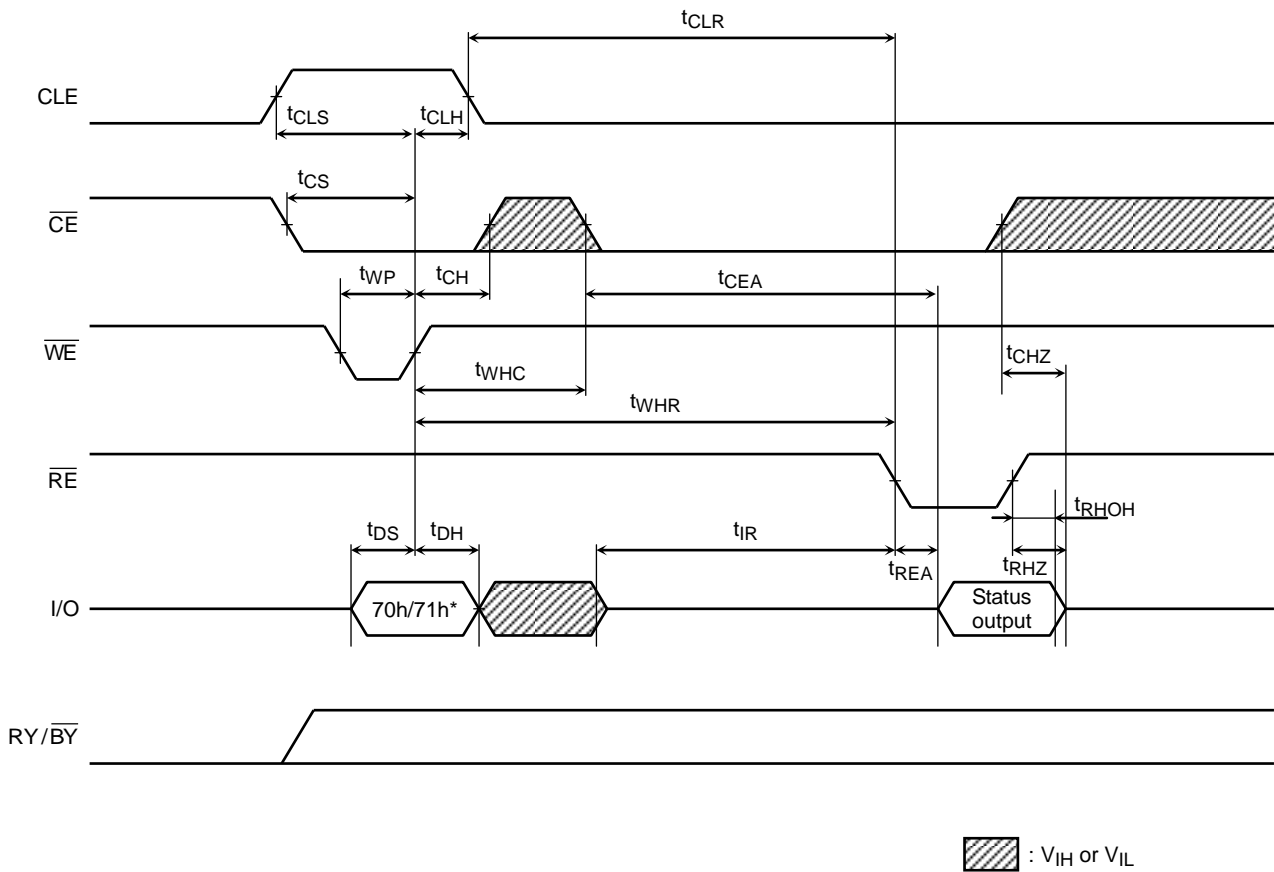 tCLR
CLE
tCLS
tCLH
tCS
CE
tWP
tCH
tCEA
WE
tCHZ
tWHC
tWHR
RE
tRHOH
tDS
tDH
tIR
tREA
tRHZ
I/O
70h/71h*
Status
output
RY/BY
: VIH or VIL